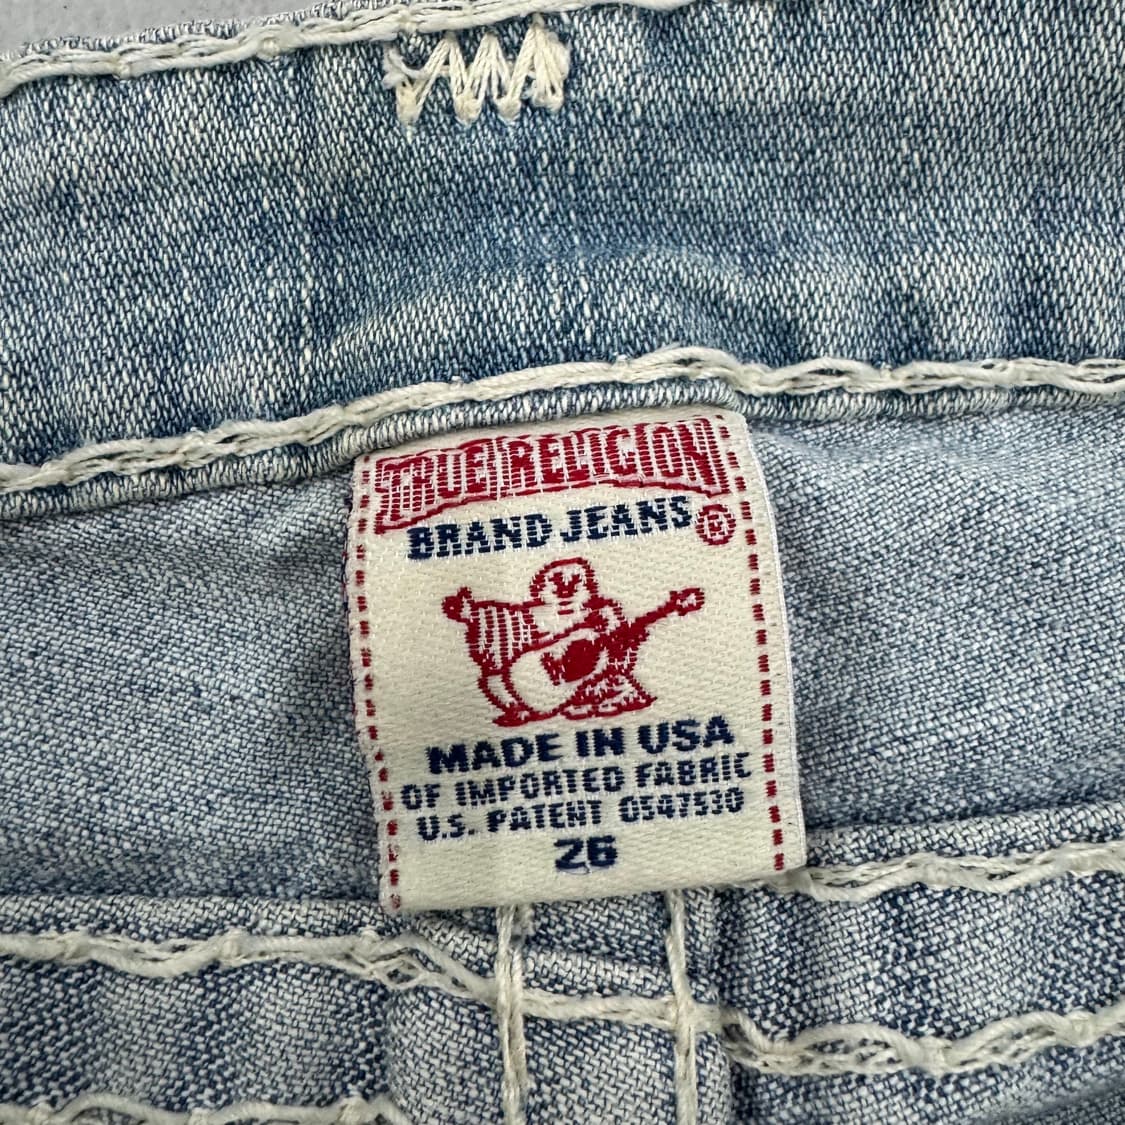 TRUE RELIGION
BRAND JEANS ®
MADE IN USA
OF IMPORTED FABRIC
U.S. PATENT 0547530
26